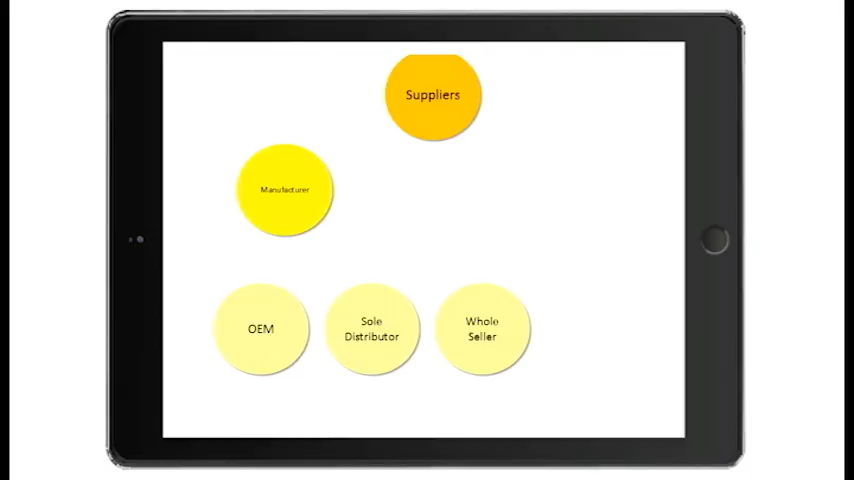 Suppliers
Manufacturer
OEM
Sole
Distributor
Whole
Seller